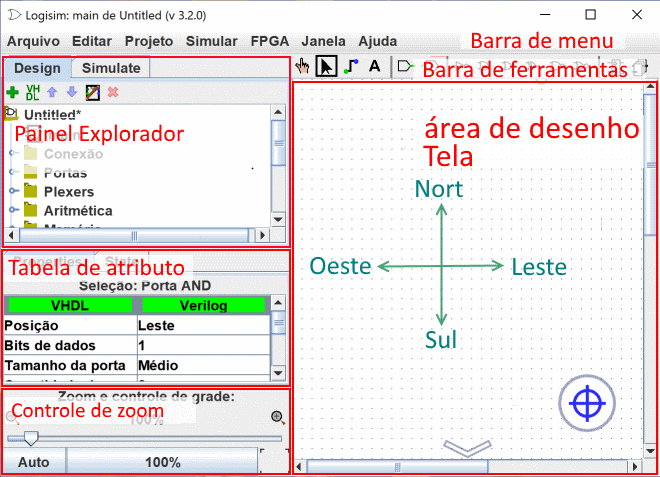 Logisim: main de Untitled (v 3.2.0)
Arquivo Editar Projeto Simular FPGA Janela Ajuda
Barra de menu
Design Simulate
A
Barra de ferramentas
VH
DL
Untitled*
Painel Explorador
Conexão
Portas
Plexers
Aritmética
Memória
área de desenho
Tela
Nort
Oeste
Leste
Sul
Properties State
Tabela de atributo
Seleção: Porta AND
VHDL Verilog
Posição Leste
Bits de dados 1
Tamanho da porta Médio
Zoom e controle de grade:
Controle de zoom
100%
Auto 100%